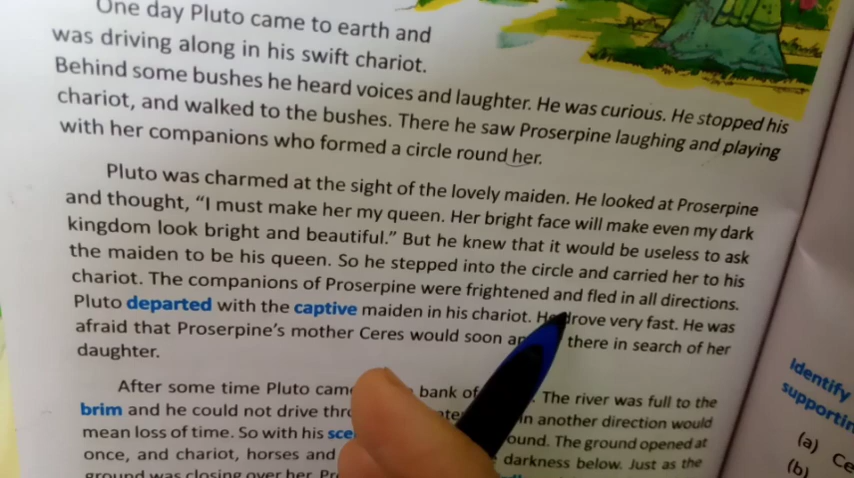 One day Pluto came to earth and
was driving along in his swift chariot.
Behind some bushes he heard voices and laughter. He was curious. He stopped his
chariot, and walked to the bushes. There he saw Proserpine laughing and playing
with her companions who formed a circle round her.
Pluto was charmed at the sight of the lovely maiden. He looked at Proserpine
and thought, “I must make her my queen. Her bright face will make even my dark
kingdom look bright and beautiful.” But he knew that it would be useless to ask
the maiden to be his queen. So he stepped into the circle and carried her to his
chariot. The companions of Proserpine were frightened and fled in all directions.
Pluto departed with the captive maiden in his chariot. He drove very fast. He was
afraid that Proserpine’s mother Ceres would soon there in search of her
daughter.
After some time Pluto bank of The river was full to the
brim and he could not drive in another direction would
mean loss of time. So with his The ground opened at
once, and chariot, horses and darkness below. Just as the
ground was closing over her
Identify
(a)
(b)